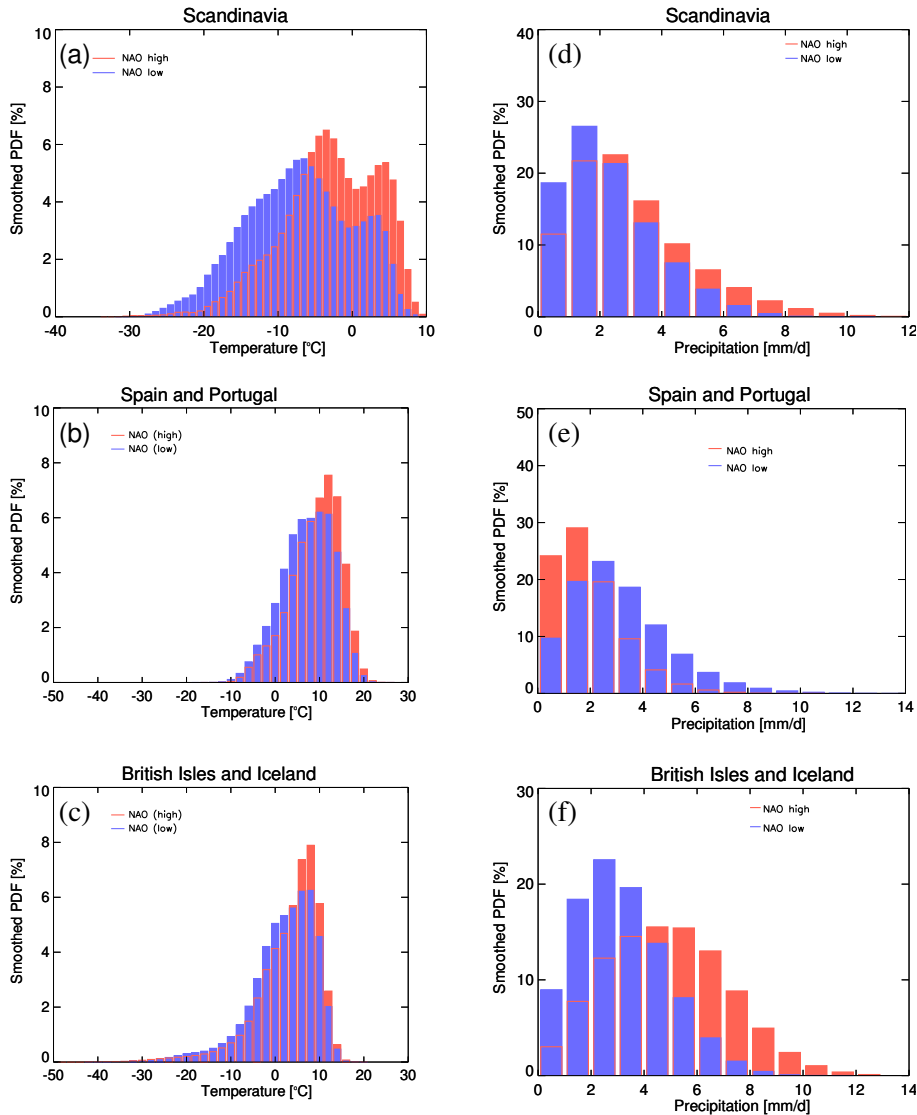 Scandinavia
(a)
NAO high
NAO low
Smoothed PDF [%]
10
8
6
4
2
0
-40 -30 -20 -10 0 10
Temperature [°C]
Scandinavia
(d)
NAO high
NAO low
Smoothed PDF [%]
40
30
20
10
0
0 2 4 6 8 10 12
Precipitation [mm/d]
Spain and Portugal
(b)
NAO (high)
NAO (low)
Smoothed PDF [%]
10
8
6
4
2
0
-50 -40 -30 -20 -10 0 10 20 30
Temperature [°C]
Spain and Portugal
(e)
NAO high
NAO low
Smoothed PDF [%]
50
40
30
20
10
0
0 2 4 6 8 10 12 14
Precipitation [mm/d]
British Isles and Iceland
(c)
NAO (high)
NAO (low)
Smoothed PDF [%]
10
8
6
4
2
0
-50 -40 -30 -20 -10 0 10 20 30
Temperature [°C]
British Isles and Iceland
(f)
NAO high
NAO low
Smoothed PDF [%]
30
20
10
0
0 2 4 6 8 10 12 14
Precipitation [mm/d]